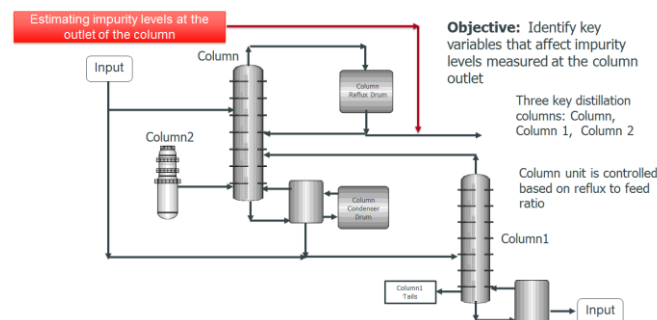 Estimating impurity levels at the
outlet of the column
Objective: Identify key
variables that affect impurity
levels measured at the column
outlet
Input
Column
Column
Reflux Drum
Three key distillation
columns: Column,
Column 1, Column 2
Column2
Column unit is controlled
based on reflux to feed
ratio
Column
Condenser
Drum
Column1
Column1
Tails
Input